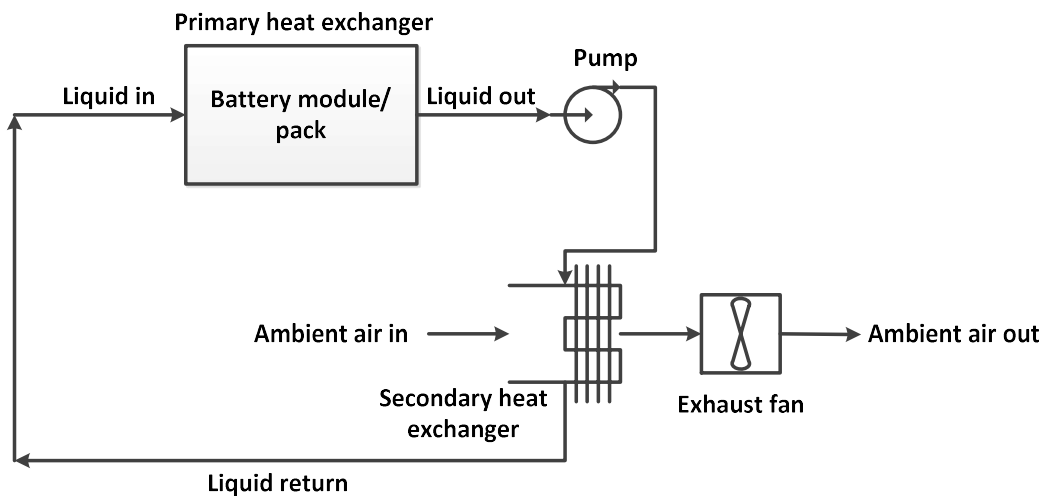 Primary heat exchanger
Pump
Liquid in
Battery module/
pack
Liquid out
Ambient air in
Ambient air out
Secondary heat
exchanger
Exhaust fan
Liquid return